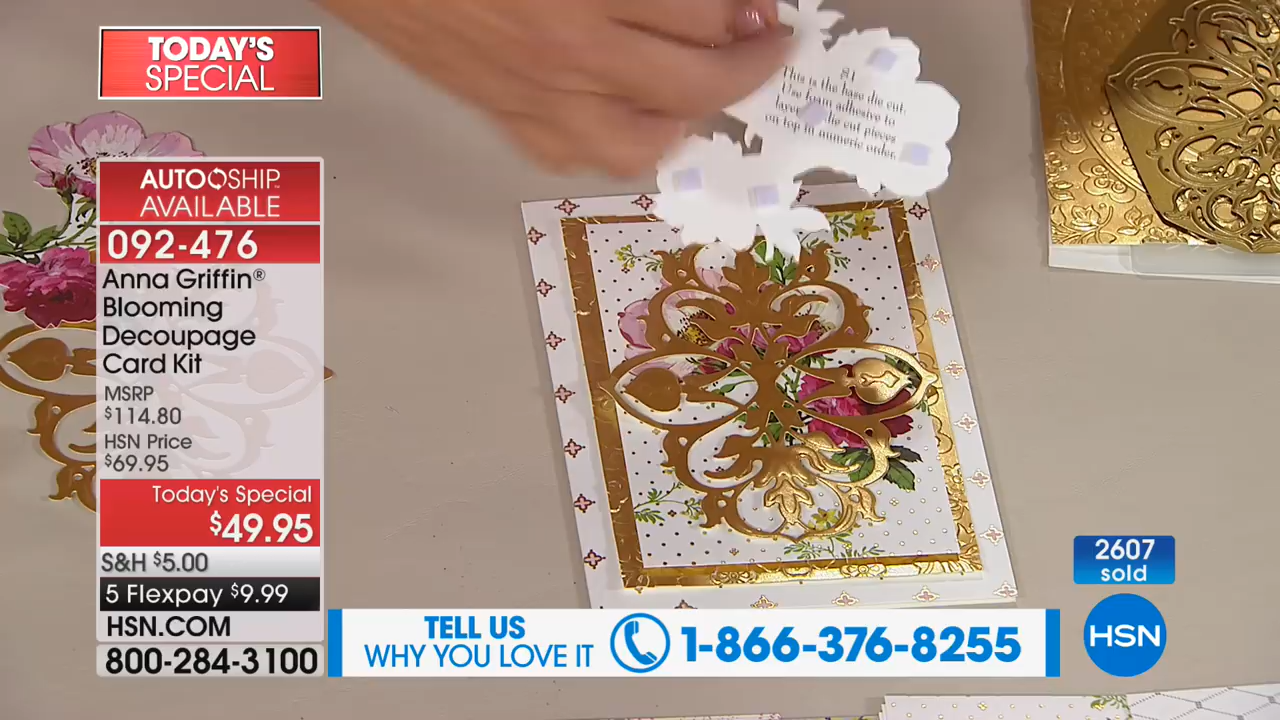 TODAY'S
SPECIAL
AUTOSHIP™
AVAILABLE
092-476
Anna Griffin®
Blooming
Decoupage
Card Kit
MSRP
$114.80
HSN Price
$69.95
Today's Special
$49.95
S&H $5.00
5 Flexpay $9.99
HSN.COM
800-284-3100
TELL US
WHY YOU LOVE IT
1-866-376-8255
2607
sold
HSN
This is the base die cut.
Use foam adhesive to
layer die cut pieces
on top in numeric order.